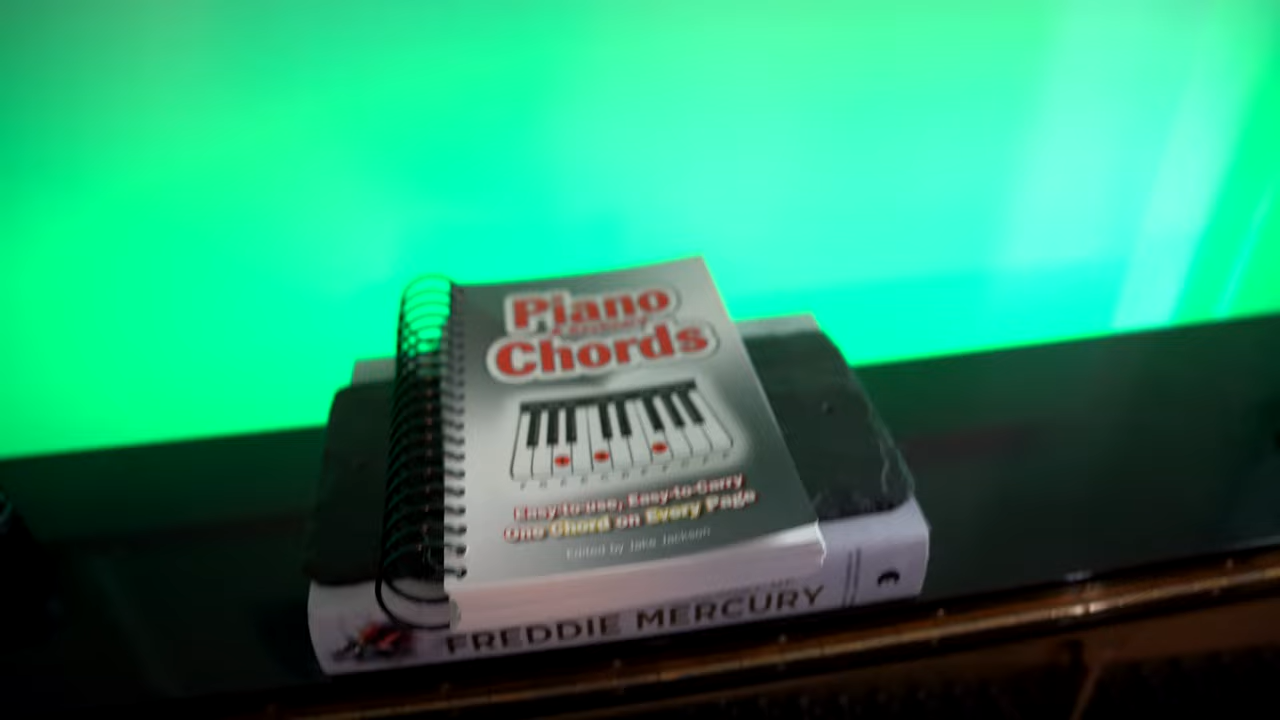 Piano
Chords
Easy-to-use, Easy-to-Carry
One Chord on Every Page
Edited by Jake Jackson
FREDDIE MERCURY